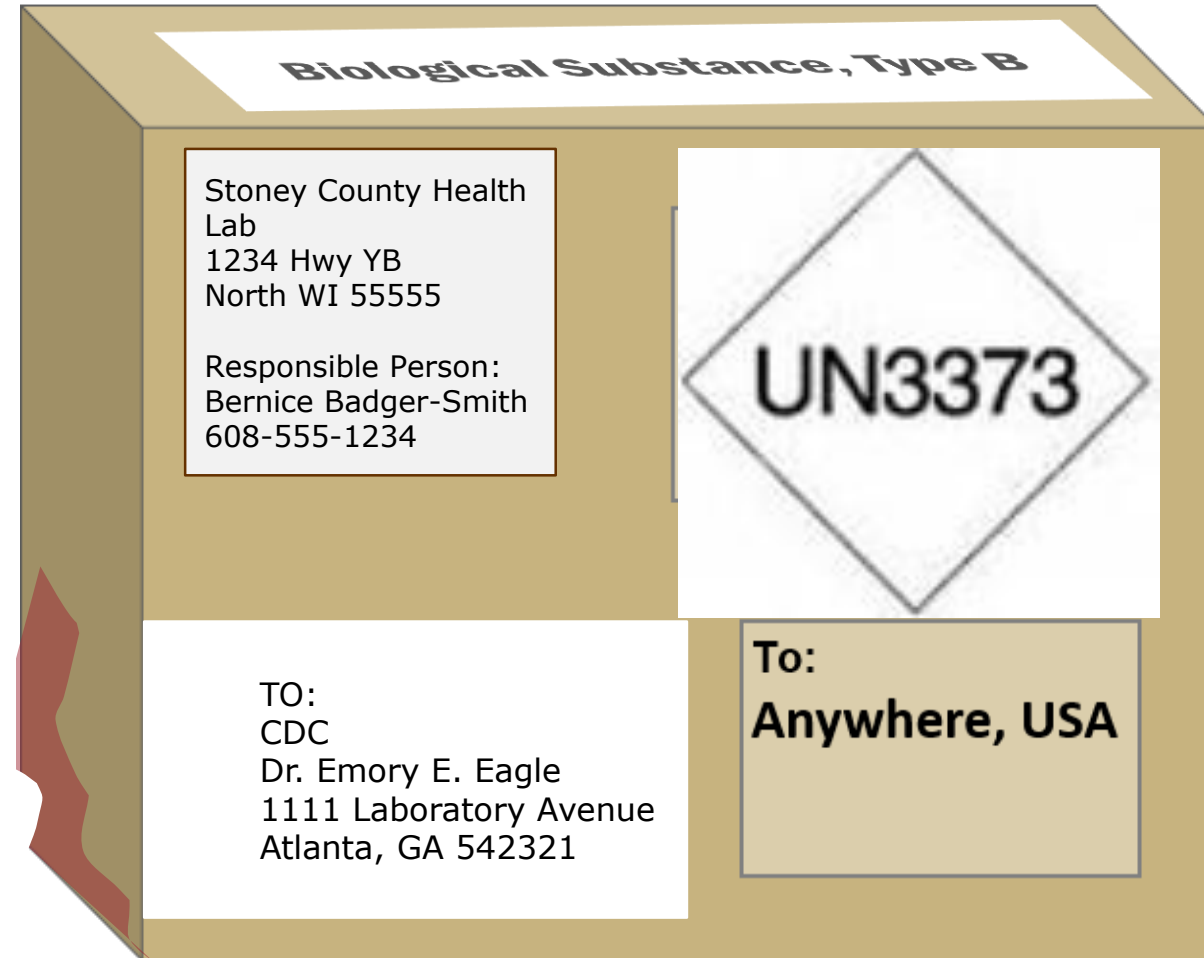 Biological Substance, Type B
Stoney County Health
Lab
1234 Hwy YB
North WI 55555
Responsible Person:
Bernice Badger-Smith
608-555-1234
UN3373
TO:
CDC
Dr. Emory E. Eagle
1111 Laboratory Avenue
Atlanta, GA 542321
To:
Anywhere, USA